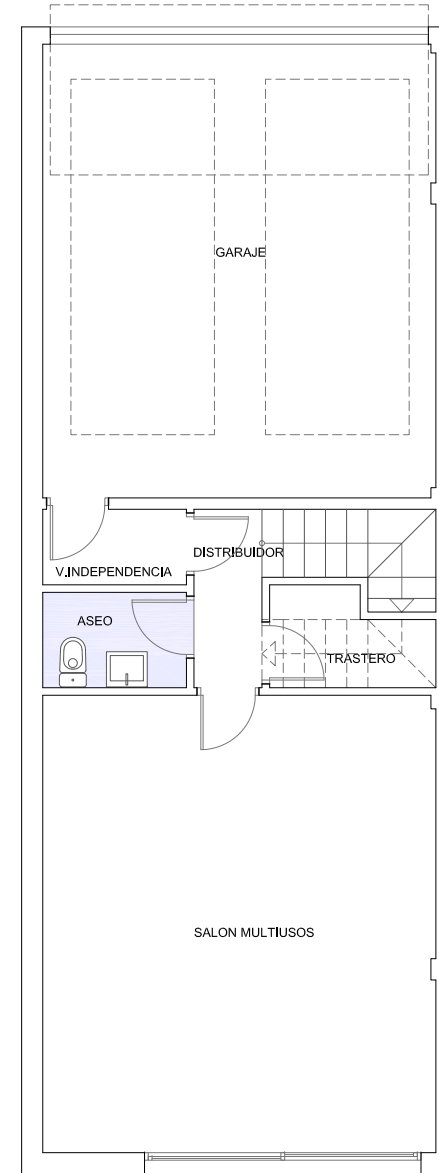 GARAJE
DISTRIBUIDOR
V.INDEPENDENCIA
ASEO
TRASTERO
SALON MULTIUSOS